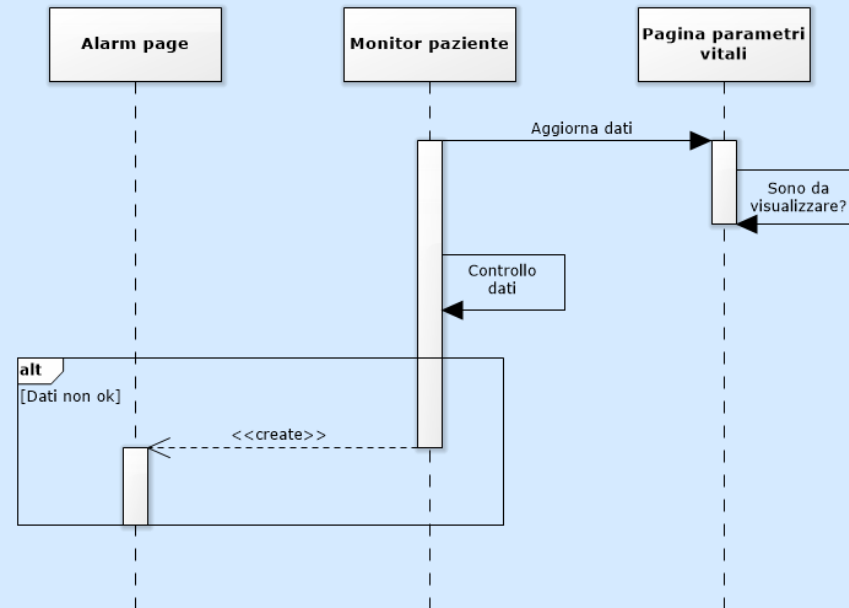 Alarm page
Monitor paziente
Pagina parametri
vitali
Aggiorna dati
Sono da
visualizzare?
Controllo
dati
alt
[Dati non ok]
<<create>>